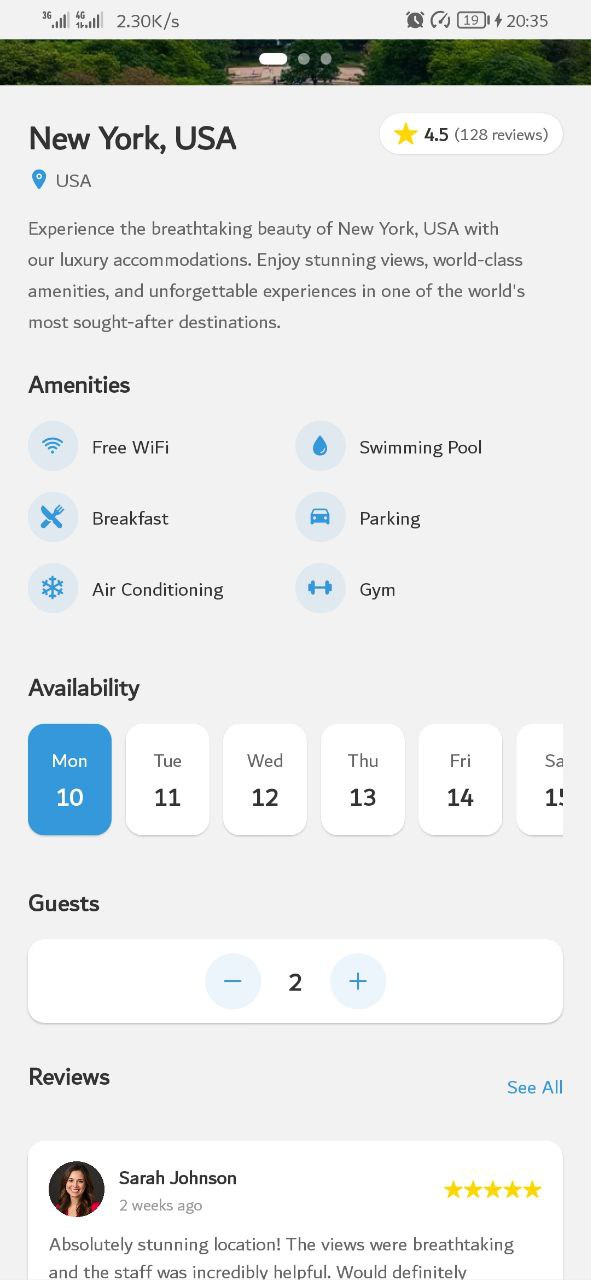 3G 4G 2.30K/s 19 20:35
New York, USA
4.5 (128 reviews)
USA
Experience the breathtaking beauty of New York, USA with
our luxury accommodations. Enjoy stunning views, world-class
amenities, and unforgettable experiences in one of the world's
most sought-after destinations.
Amenities
Free WiFi
Swimming Pool
Breakfast
Parking
Air Conditioning
Gym
Availability
Mon Tue Wed Thu Fri Sa
10 11 12 13 14 15
Guests
− 2 +
Reviews
See All
Sarah Johnson
2 weeks ago
Absolutely stunning location! The views were breathtaking
and the staff was incredibly helpful. Would definitely